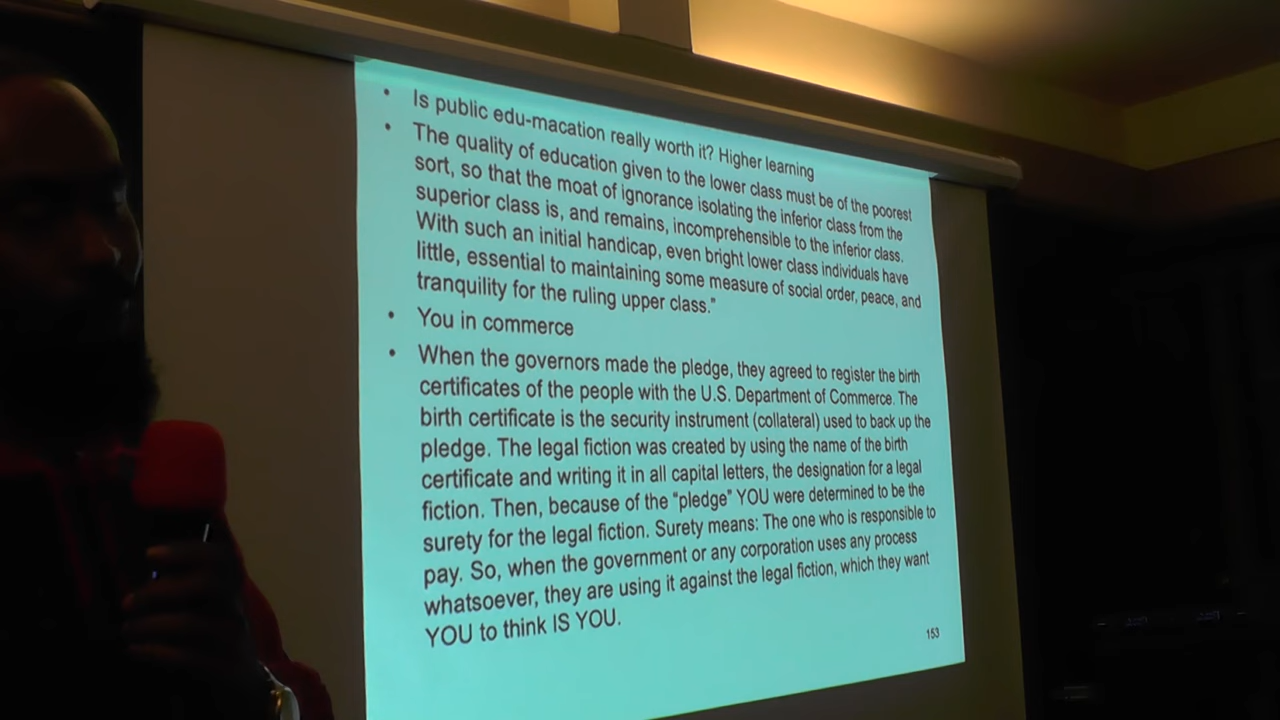 • Is public edu-macation really worth it? Higher learning
• The quality of education given to the lower class must be of the poorest
sort, so that the moat of ignorance isolating the inferior class from the
superior class is, and remains, incomprehensible to the inferior class.
With such an initial handicap, even bright lower class individuals have
little, essential to maintaining some measure of social order, peace, and
tranquility for the ruling upper class."
• You in commerce
• When the governors made the pledge, they agreed to register the birth
certificates of the people with the U.S. Department of Commerce. The
birth certificate is the security instrument (collateral) used to back up the
pledge. The legal fiction was created by using the name of the birth
certificate and writing it in all capital letters, the designation for a legal
fiction. Then, because of the “pledge” YOU were determined to be the
surety for the legal fiction. Surety means: The one who is responsible to
pay. So, when the government or any corporation uses any process
whatsoever, they are using it against the legal fiction, which they want
YOU to think IS YOU.
153